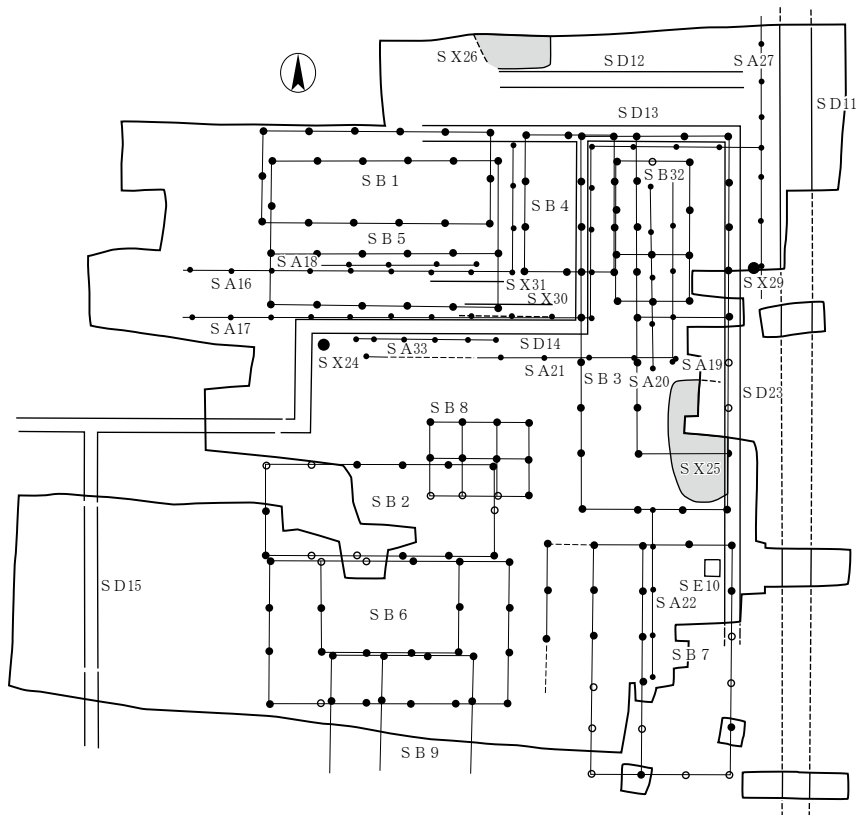 SX26
SD12
SA27
SD11
SD13
SB32
SB1
SB4
SB5
SA18
SA16
SX31
SX29
SX30
SA17
SD14
SA33
SX24
SA21
SB3
SA20
SA19
SD23
SB8
SX25
SB2
SD15
SE10
SA22
SB6
SB7
SB9